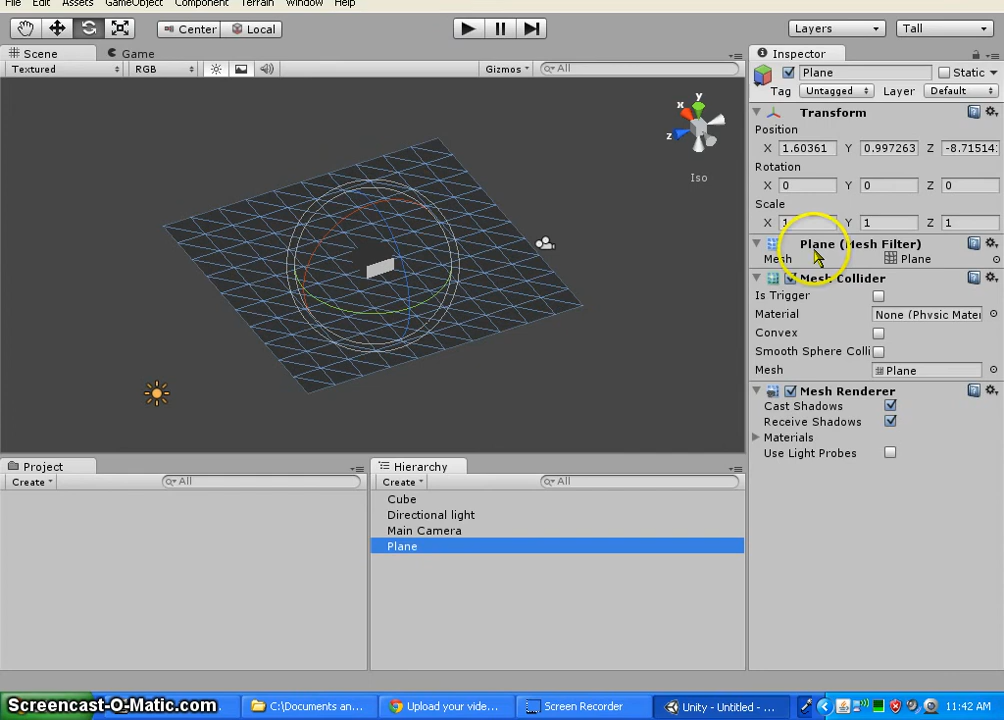 File Edit Assets GameObject Component Terrain Window Help
Center Local Layers Tall
Scene Game
Textured RGB Gizmos All
y
x
z
Iso
Inspector
Plane Static
Tag Untagged Layer Default
Transform
Position
X 1.60361 Y 0.997263 Z -8.71514
Rotation
X 0 Y 0 Z 0
Scale
X 1 Y 1 Z 1
Plane (Mesh Filter)
Mesh Plane
Mesh Collider
Is Trigger
Material None (Physic Mater
Convex
Smooth Sphere Colli
Mesh Plane
Mesh Renderer
Cast Shadows
Receive Shadows
Materials
Use Light Probes
Project
Create All
Hierarchy
Create All
Cube
Directional light
Main Camera
Plane
Screencast-O-Matic.com
C:\Documents an...
Upload your vide...
Screen Recorder
Unity - Untitled - ...
11:42 AM